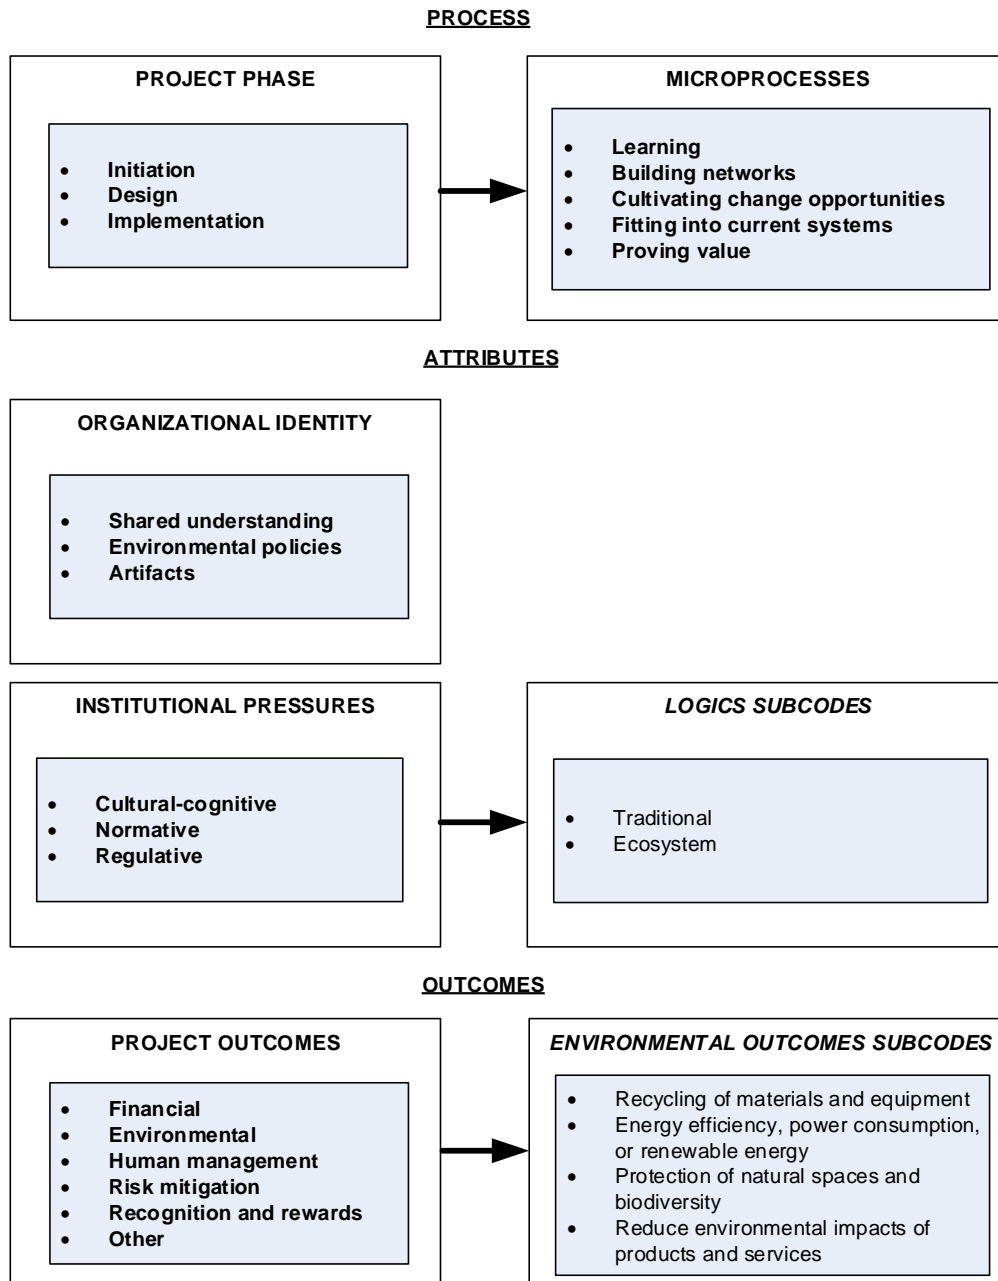 PROCESS
PROJECT PHASE
• Initiation
• Design
• Implementation
MICROPROCESSES
• Learning
• Building networks
• Cultivating change opportunities
• Fitting into current systems
• Proving value
ATTRIBUTES
ORGANIZATIONAL IDENTITY
• Shared understanding
• Environmental policies
• Artifacts
INSTITUTIONAL PRESSURES
• Cultural-cognitive
• Normative
• Regulative
LOGICS SUBCODES
• Traditional
• Ecosystem
OUTCOMES
PROJECT OUTCOMES
• Financial
• Environmental
• Human management
• Risk mitigation
• Recognition and rewards
• Other
ENVIRONMENTAL OUTCOMES SUBCODES
• Recycling of materials and equipment
• Energy efficiency, power consumption,
or renewable energy
• Protection of natural spaces and
biodiversity
• Reduce environmental impacts of
products and services